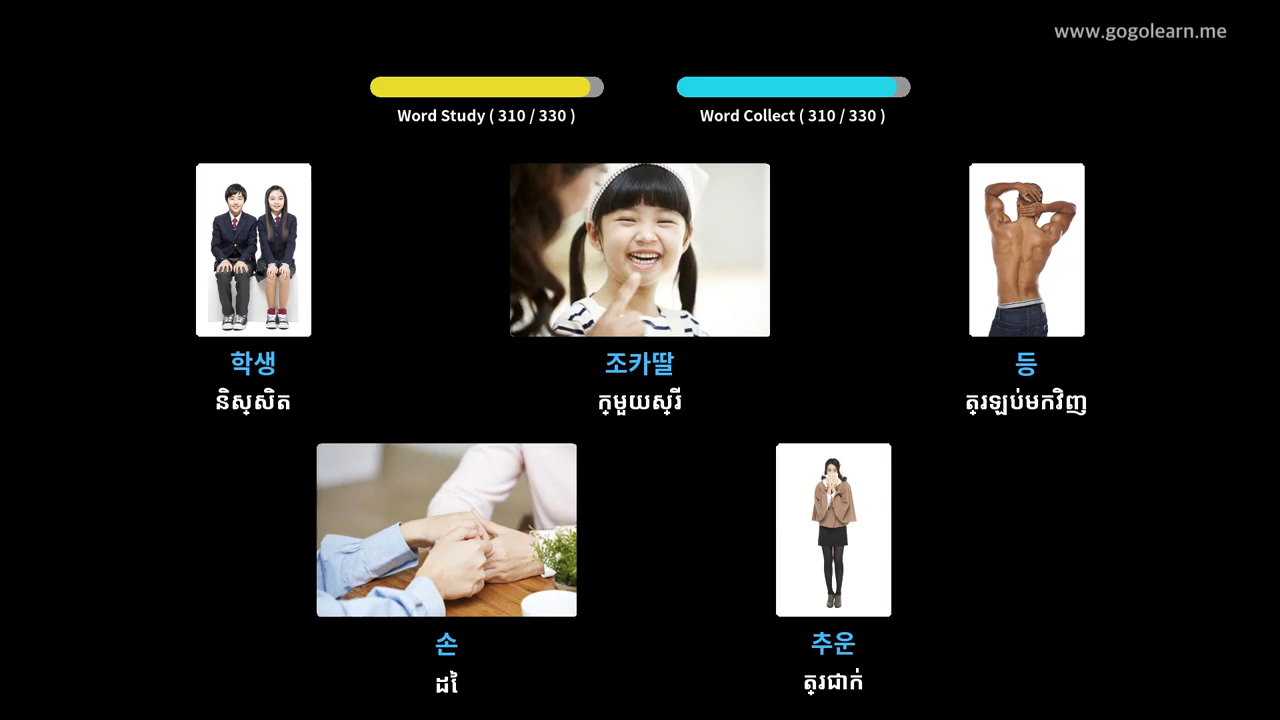 www.gogolearn.me
Word Study ( 310 / 330 )
Word Collect ( 310 / 330 )
학생
និស្សិត
조카딸
ក្មួយស្រី
등
ត្រឡប់មកវិញ
손
ដៃ
추운
ត្រជាក់